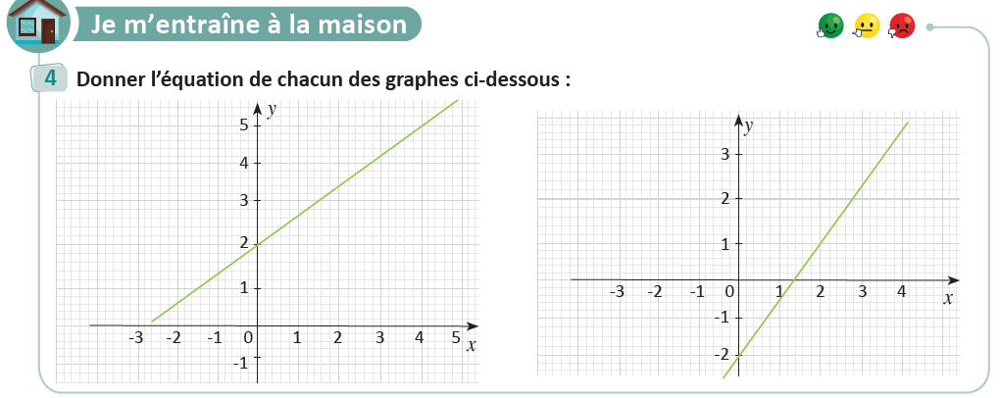 Je m'entraîne à la maison
4 Donner l'équation de chacun des graphes ci-dessous :
y
5
4
3
2
1
-3 -2 -1 0 1 2 3 4 5 x
-1
y
3
2
1
-3 -2 -1 0 1 2 3 4 x
-1
-2